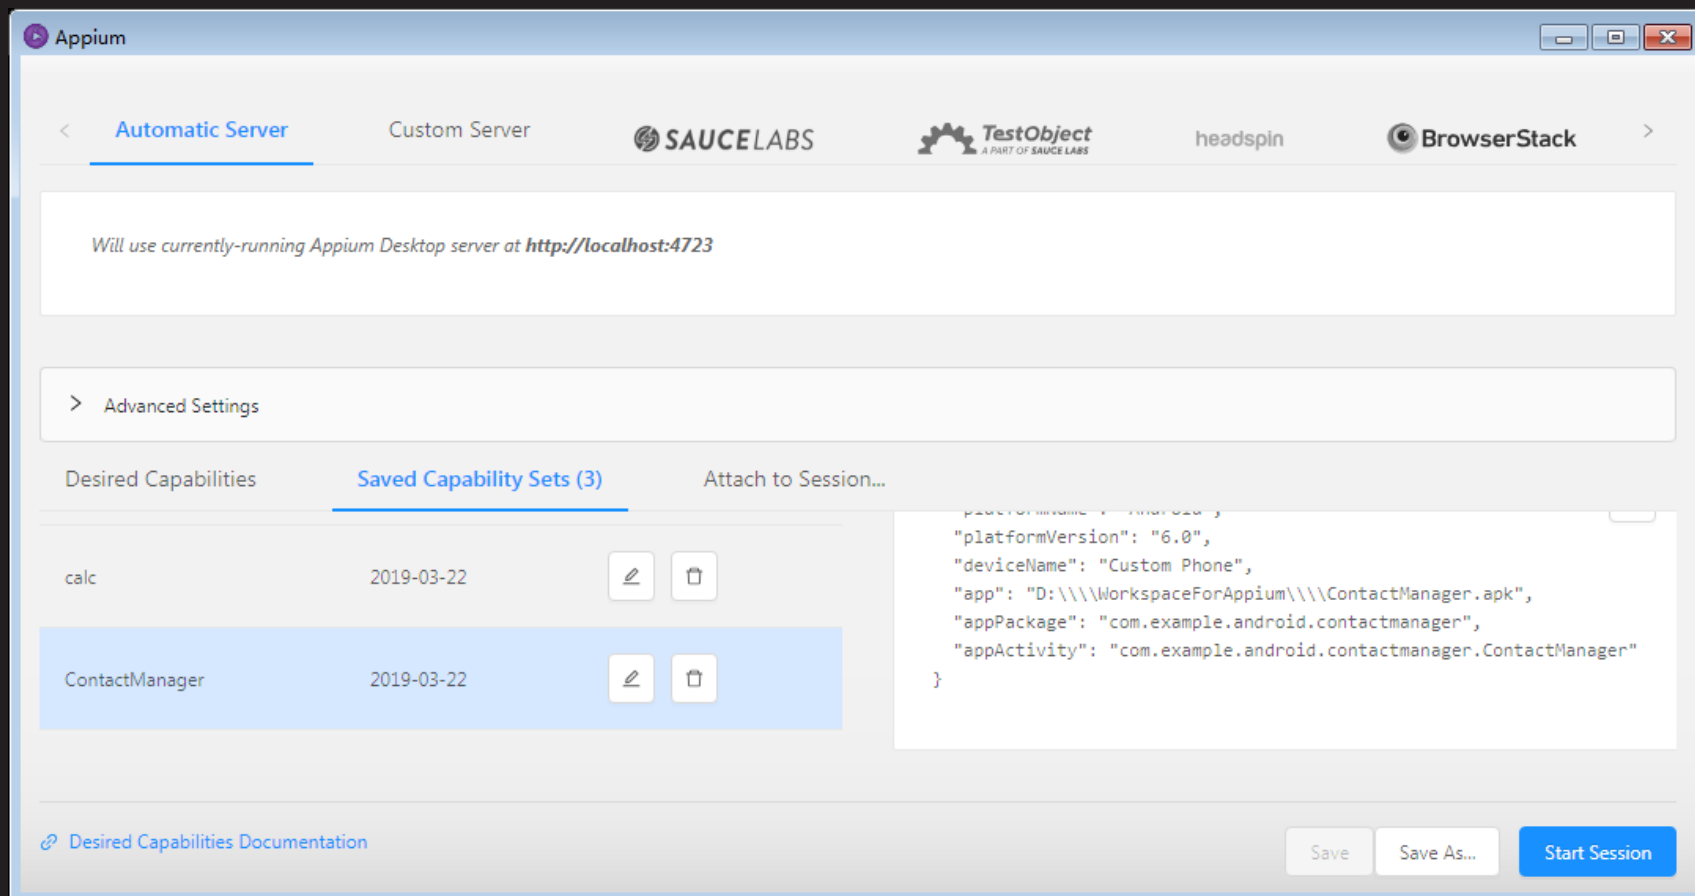 Appium
Automatic Server
Custom Server
SAUCELABS
TestObject
A PART OF SAUCE LABS
headspin
BrowserStack
Will use currently-running Appium Desktop server at http://localhost:4723
Advanced Settings
Desired Capabilities
Saved Capability Sets (3)
Attach to Session...
calc 2019-03-22
ContactManager 2019-03-22
"platformName": "Android",
"platformVersion": "6.0",
"deviceName": "Custom Phone",
"app": "D:\\\\WorkspaceForAppium\\\\ContactManager.apk",
"appPackage": "com.example.android.contactmanager",
"appActivity": "com.example.android.contactmanager.ContactManager"
}
Desired Capabilities Documentation
Save
Save As...
Start Session